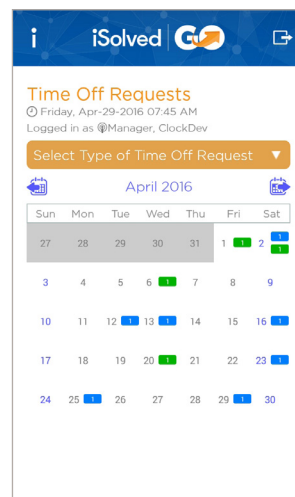 i iSolved GO
Time Off Requests
Friday, Apr-29-2016 07:45 AM
Logged in as @Manager, ClockDev
Select Type of Time Off Request ▼
April 2016
Sun Mon Tue Wed Thu Fri Sat
27 28 29 30 31 1 1 2 1 1
3 4 5 6 1 7 8 9
10 11 12 1 13 1 14 15 16 1
17 18 19 20 1 21 22 23 1
24 25 1 26 27 28 29 1 30